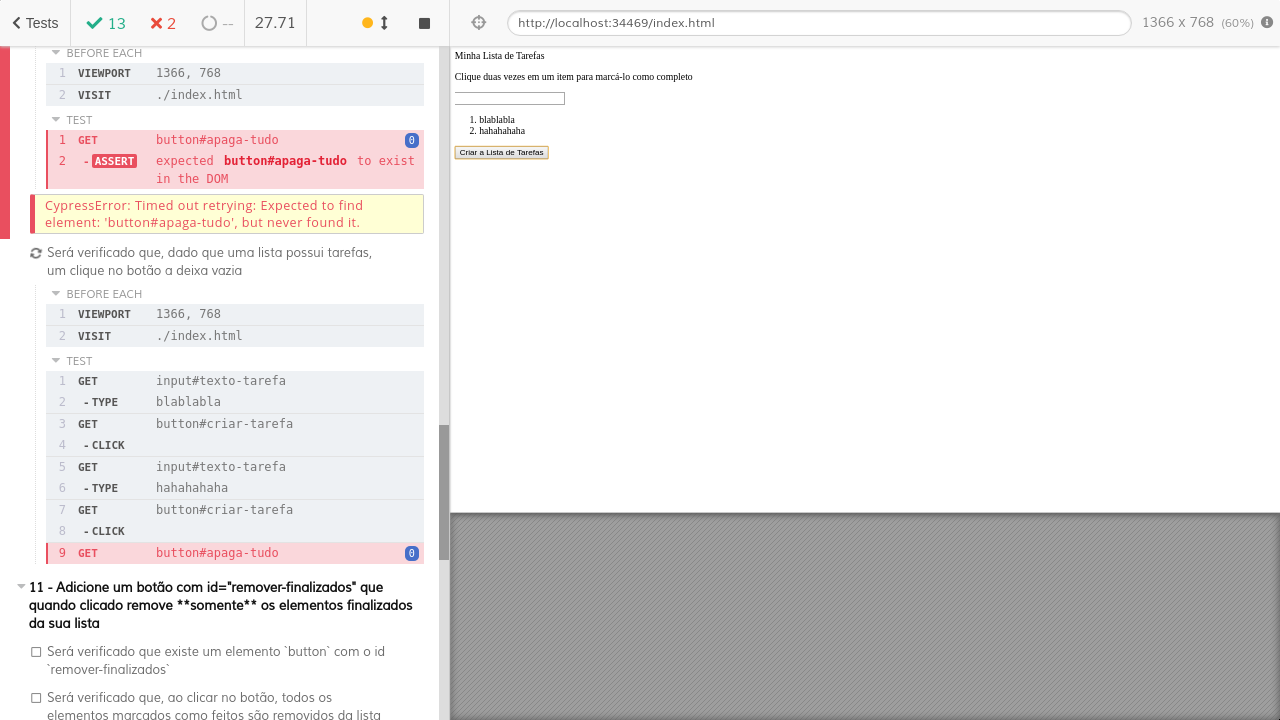 Tests
13
2
--
27.71
http://localhost:34469/index.html
1366 x 768 (60%)
BEFORE EACH
1 VIEWPORT 1366, 768
2 VISIT ./index.html
TEST
1 GET button#apaga-tudo 0
2 - ASSERT expected button#apaga-tudo to exist
in the DOM
CypressError: Timed out retrying: Expected to find
element: 'button#apaga-tudo', but never found it.
Será verificado que, dado que uma lista possui tarefas,
um clique no botão a deixa vazia
BEFORE EACH
1 VIEWPORT 1366, 768
2 VISIT ./index.html
TEST
1 GET input#texto-tarefa
2 - TYPE blablabla
3 GET button#criar-tarefa
4 - CLICK
5 GET input#texto-tarefa
6 - TYPE hahahahaha
7 GET button#criar-tarefa
8 - CLICK
9 GET button#apaga-tudo 0
11 - Adicione um botão com id="remover-finalizados" que
quando clicado remove **somente** os elementos finalizados
da sua lista
Será verificado que existe um elemento `button` com o id
`remover-finalizados`
Será verificado que, ao clicar no botão, todos os
elementos marcados como feitos são removidos da lista
Minha Lista de Tarefas
Clique duas vezes em um item para marcá-lo como completo
1. blablabla
2. hahahahaha
Criar a Lista de Tarefas